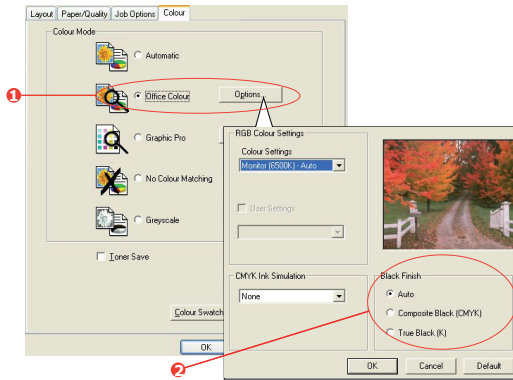 Layout Paper/Quality Job Options Colour
Colour Mode
Automatic
1
Office Colour
Options...
Graphic Pro
No Colour Matching
Greyscale
Toner Save
Colour Swatch
OK
RGB Colour Settings
Colour Settings
Monitor (6500K) - Auto
User Settings
CMYK Ink Simulation
None
Black Finish
Auto
Composite Black (CMYK)
True Black (K)
2
OK Cancel Default